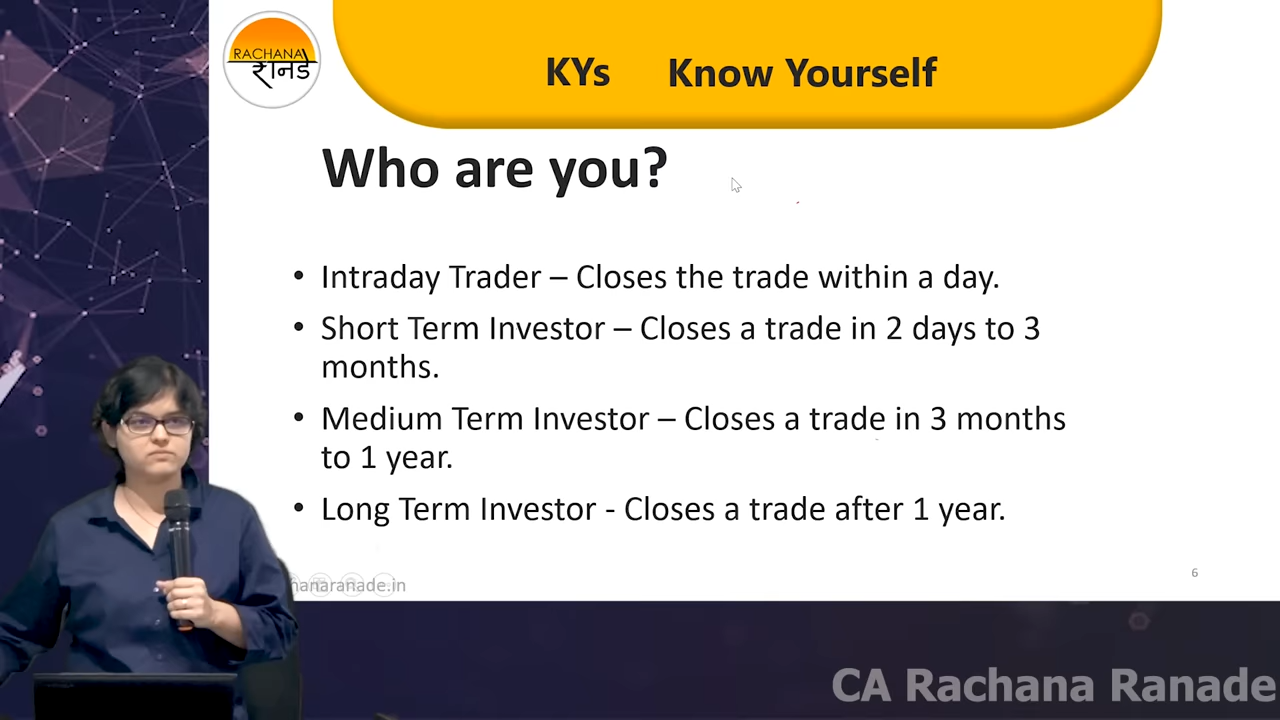 RACHANA
रानडे
KYs Know Yourself
Who are you?
• Intraday Trader – Closes the trade within a day.
• Short Term Investor – Closes a trade in 2 days to 3
months.
• Medium Term Investor – Closes a trade in 3 months
to 1 year.
• Long Term Investor - Closes a trade after 1 year.
hanaranade.in
6
CA Rachana Ranade